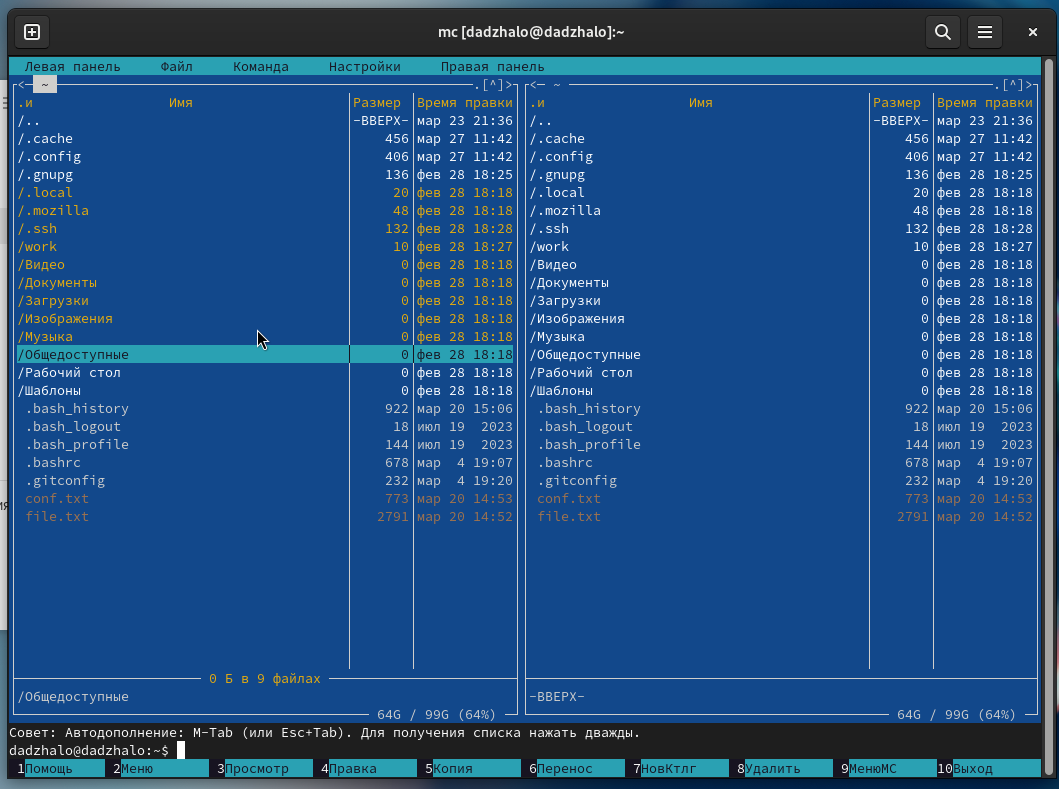 mc [dadzhalo@dadzhalo]:~
Левая панель Файл Команда Настройки Правая панель
<— ~ .[^]> <— ~ .[^]>
.и Имя Размер Время правки .и Имя Размер Время правки
/.. -ВВЕРХ- мар 23 21:36 /.. -ВВЕРХ- мар 23 21:36
/.cache 456 мар 27 11:42 /.cache 456 мар 27 11:42
/.config 406 мар 27 11:42 /.config 406 мар 27 11:42
/.gnupg 136 фев 28 18:25 /.gnupg 136 фев 28 18:25
/.local 20 фев 28 18:18 /.local 20 фев 28 18:18
/.mozilla 48 фев 28 18:18 /.mozilla 48 фев 28 18:18
/.ssh 132 фев 28 18:28 /.ssh 132 фев 28 18:28
/work 10 фев 28 18:27 /work 10 фев 28 18:27
/Видео 0 фев 28 18:18 /Видео 0 фев 28 18:18
/Документы 0 фев 28 18:18 /Документы 0 фев 28 18:18
/Загрузки 0 фев 28 18:18 /Загрузки 0 фев 28 18:18
/Изображения 0 фев 28 18:18 /Изображения 0 фев 28 18:18
/Музыка 0 фев 28 18:18 /Музыка 0 фев 28 18:18
/Общедоступные 0 фев 28 18:18 /Общедоступные 0 фев 28 18:18
/Рабочий стол 0 фев 28 18:18 /Рабочий стол 0 фев 28 18:18
/Шаблоны 0 фев 28 18:18 /Шаблоны 0 фев 28 18:18
.bash_history 922 мар 20 15:06 .bash_history 922 мар 20 15:06
.bash_logout 18 июл 19 2023 .bash_logout 18 июл 19 2023
.bash_profile 144 июл 19 2023 .bash_profile 144 июл 19 2023
.bashrc 678 мар 4 19:07 .bashrc 678 мар 4 19:07
.gitconfig 232 мар 4 19:20 .gitconfig 232 мар 4 19:20
conf.txt 773 мар 20 14:53 conf.txt 773 мар 20 14:53
file.txt 2791 мар 20 14:52 file.txt 2791 мар 20 14:52
0 Б в 9 файлах
/Общедоступные -ВВЕРХ-
64G / 99G (64%) 64G / 99G (64%)
Совет: Автодополнение: M-Tab (или Esc+Tab). Для получения списка нажать дважды.
dadzhalo@dadzhalo:~$
1Помощь 2Меню 3Просмотр 4Правка 5Копия 6Перенос 7НовКтлг 8Удалить 9МенюМС 10Выход